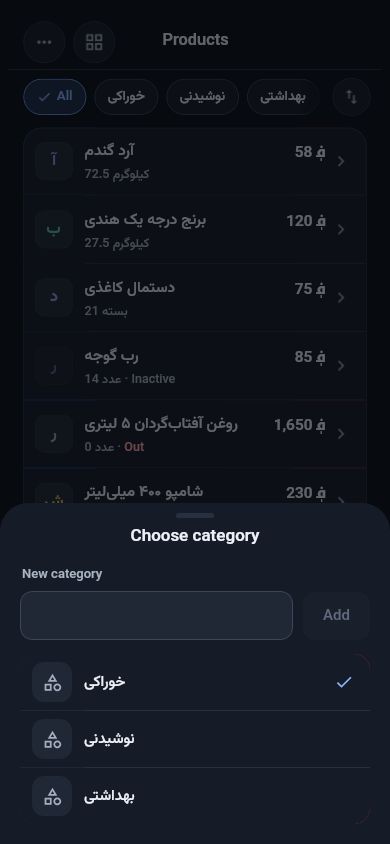 Products
All
خوراکی
نوشیدنی
بهداشتی
آ
آرد گندم
58 ؋
72.5 کیلوگرم
ب
برنج درجه یک هندی
120 ؋
27.5 کیلوگرم
د
دستمال کاغذی
75 ؋
21 بسته
ر
رب گوجه
85 ؋
14 عدد · Inactive
ر
روغن آفتاب‌گردان ۵ لیتری
1,650 ؋
0 عدد · Out
ش
شامپو ۴۰۰ میلی‌لیتر
230 ؋
Choose category
New category
Add
خوراکی
نوشیدنی
بهداشتی